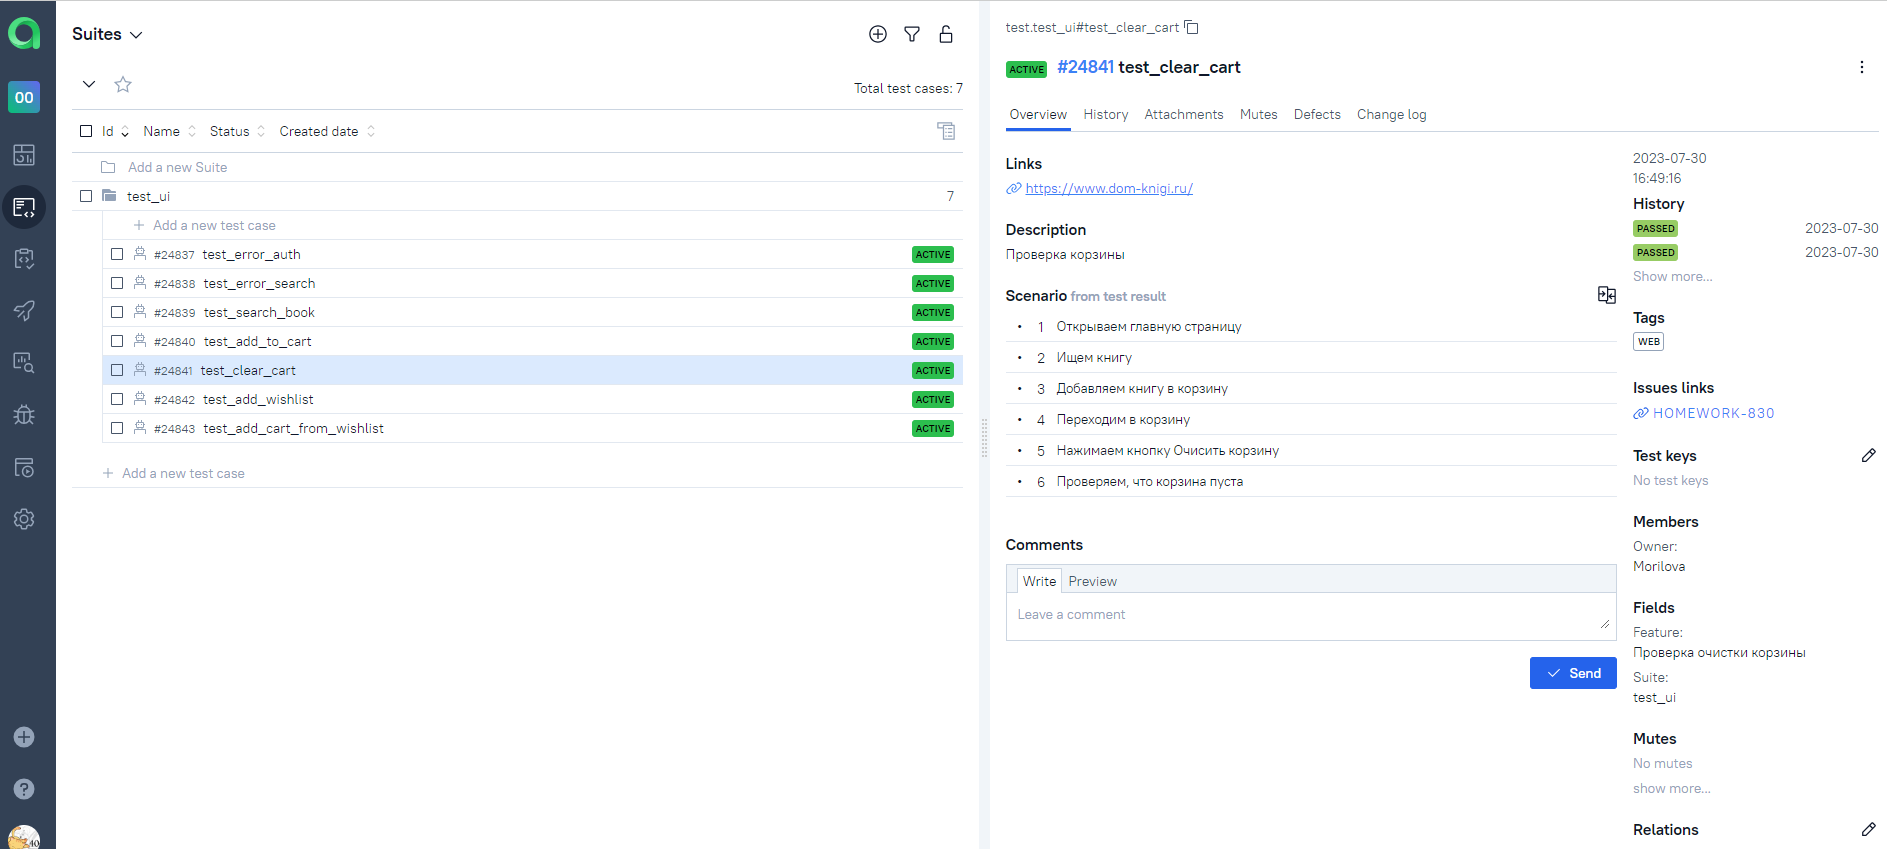 Suites
Total test cases: 7
Id Name Status Created date
Add a new Suite
test_ui 7
Add a new test case
#24837 test_error_auth ACTIVE
#24838 test_error_search ACTIVE
#24839 test_search_book ACTIVE
#24840 test_add_to_cart ACTIVE
#24841 test_clear_cart ACTIVE
#24842 test_add_wishlist ACTIVE
#24843 test_add_cart_from_wishlist ACTIVE
Add a new test case
OO
test.test_ui#test_clear_cart
ACTIVE #24841 test_clear_cart
Overview History Attachments Mutes Defects Change log
Links
https://www.dom-knigi.ru/
Description
Проверка корзины
Scenario from test result
1 Открываем главную страницу
2 Ищем книгу
3 Добавляем книгу в корзину
4 Переходим в корзину
5 Нажимаем кнопку Очисить корзину
6 Проверяем, что корзина пуста
Comments
Write Preview
Leave a comment
Send
2023-07-30
16:49:16
History
PASSED 2023-07-30
PASSED 2023-07-30
Show more...
Tags
WEB
Issues links
HOMEWORK-830
Test keys
No test keys
Members
Owner:
Morilova
Fields
Feature:
Проверка очистки корзины
Suite:
test_ui
Mutes
No mutes
show more...
Relations